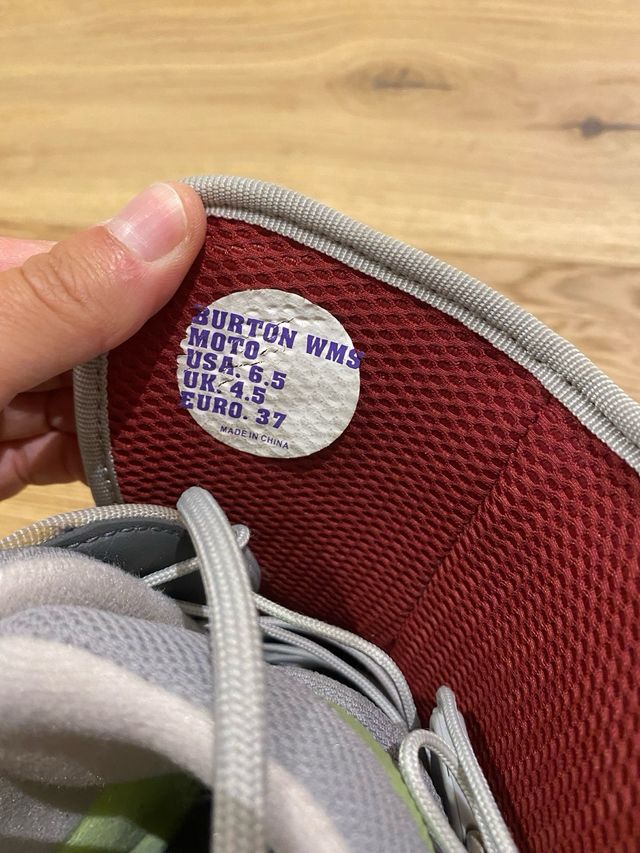 BURTON WMS
MOTO
USA. 6.5
UK. 4.5
EURO. 37
MADE IN CHINA